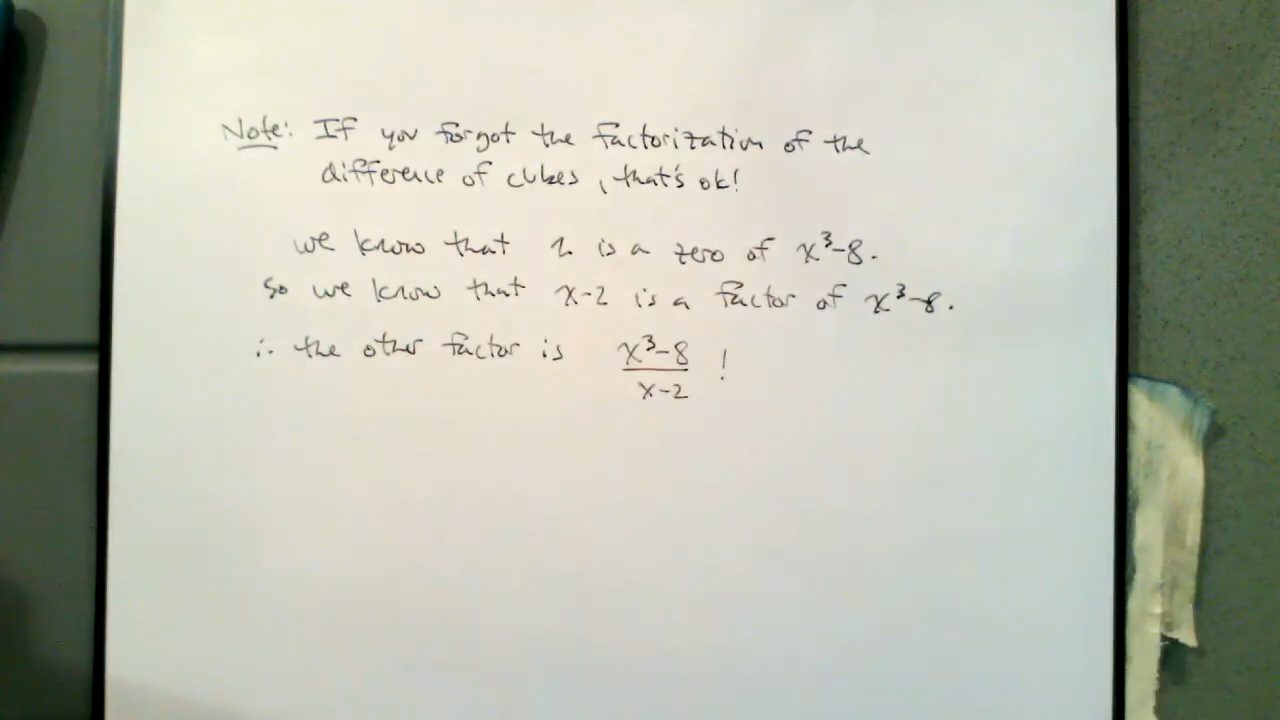 Note: If you forgot the factorization of the
difference of cubes, that's ok!
we know that 2 is a zero of x³-8.
so we know that x-2 is a factor of x³-8.
∴ the other factor is x³-8 / x-2 !